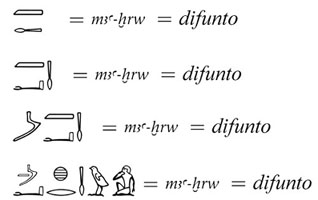 = mꜣꜥ-ḫrw = difunto
= mꜣꜥ-ḫrw = difunto
= mꜣꜥ-ḫrw = difunto
= mꜣꜥ-ḫrw = difunto